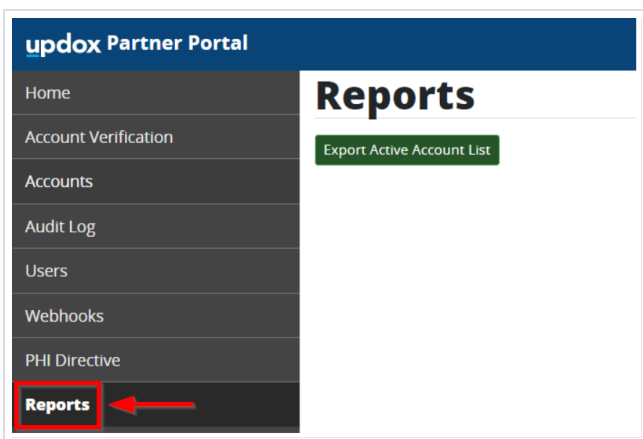 updox Partner Portal
Home
Account Verification
Accounts
Audit Log
Users
Webhooks
PHI Directive
Reports
Reports
Export Active Account List